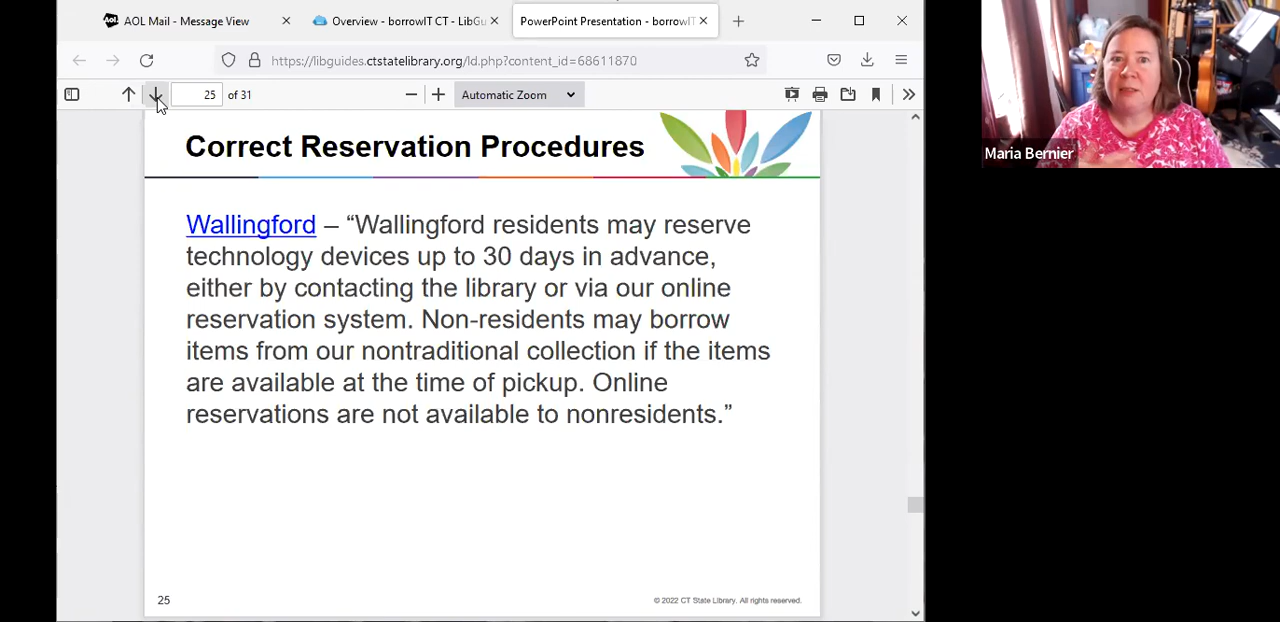 AOL Mail - Message View
Overview - borrowIT CT - LibGu
PowerPoint Presentation - borrowIT
https://libguides.ctstatelibrary.org/ld.php?content_id=68611870
25 of 31
Automatic Zoom
Correct Reservation Procedures
Wallingford – “Wallingford residents may reserve
technology devices up to 30 days in advance,
either by contacting the library or via our online
reservation system. Non-residents may borrow
items from our nontraditional collection if the items
are available at the time of pickup. Online
reservations are not available to nonresidents.”
25
© 2022 CT State Library. All rights reserved.
Maria Bernier